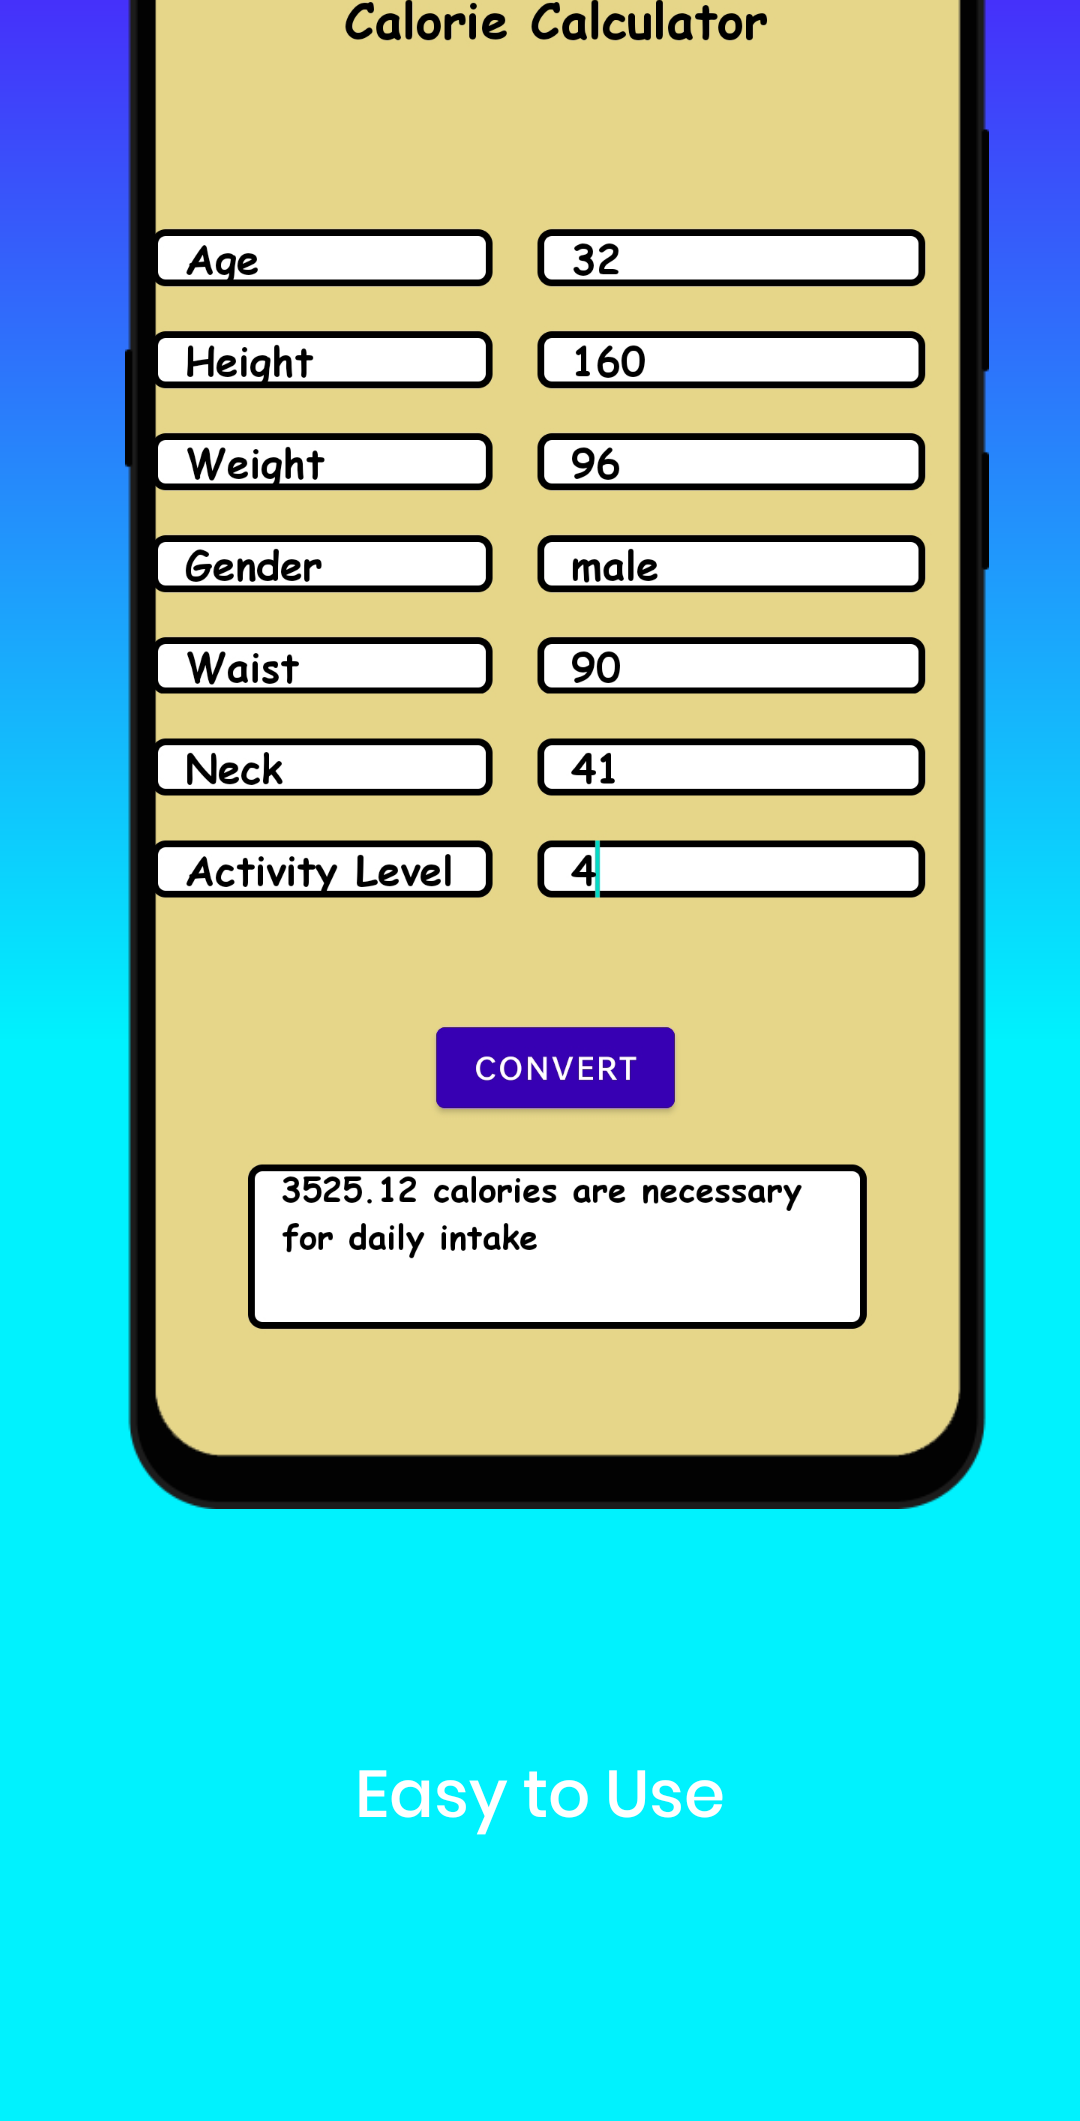 Calorie Calculator
Age 32
Height 160
Weight 96
Gender male
Waist 90
Neck 41
Activity Level 4
CONVERT
3525.12 calories are necessary
for daily intake
Easy to Use